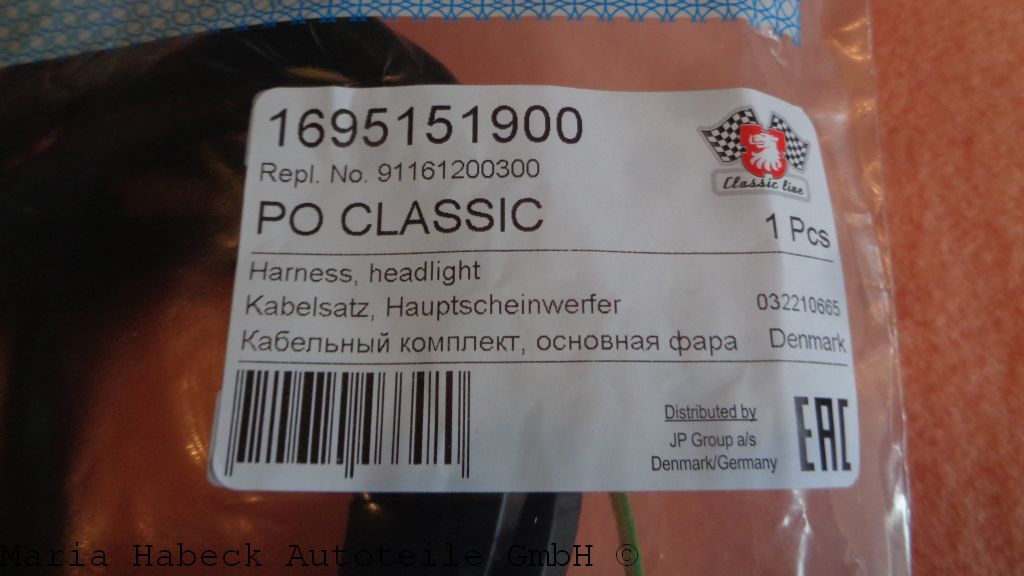 1695151900
Repl. No. 91161200300
PO CLASSIC
Classic line
1 Pcs
Harness, headlight
Kabelsatz, Hauptscheinwerfer
032210665
Кабельный комплект, основная фара
Denmark
Distributed by
JP Group a/s
Denmark/Germany
EAC
Maria Habeck Autoteile GmbH ©